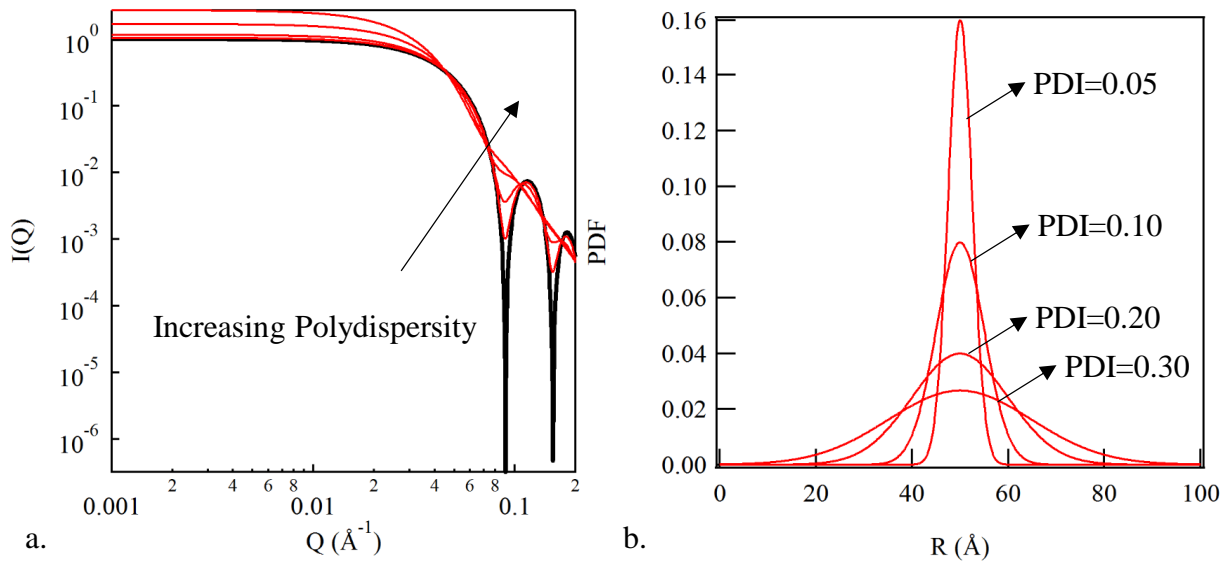 10^0
10^-1
10^-2
10^-3
10^-4
10^-5
10^-6
I(Q)
Increasing Polydispersity
2 4 6 8 2 4 6 8 2
0.001 0.01 0.1
Q (Å^-1)
a.
PDF
0.16
0.14
0.12
0.10
0.08
0.06
0.04
0.02
0.00
PDI=0.05
PDI=0.10
PDI=0.20
PDI=0.30
0 20 40 60 80 100
R (Å)
b.